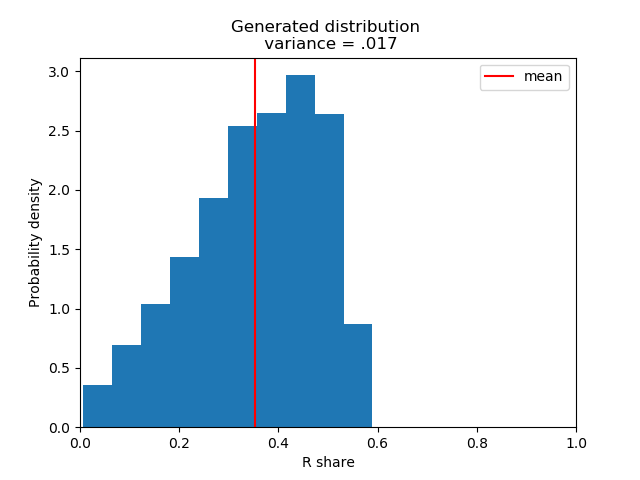 Generated distribution
variance = .017
mean
Probability density
3.0
2.5
2.0
1.5
1.0
0.5
0.0
0.0 0.2 0.4 0.6 0.8 1.0
R share